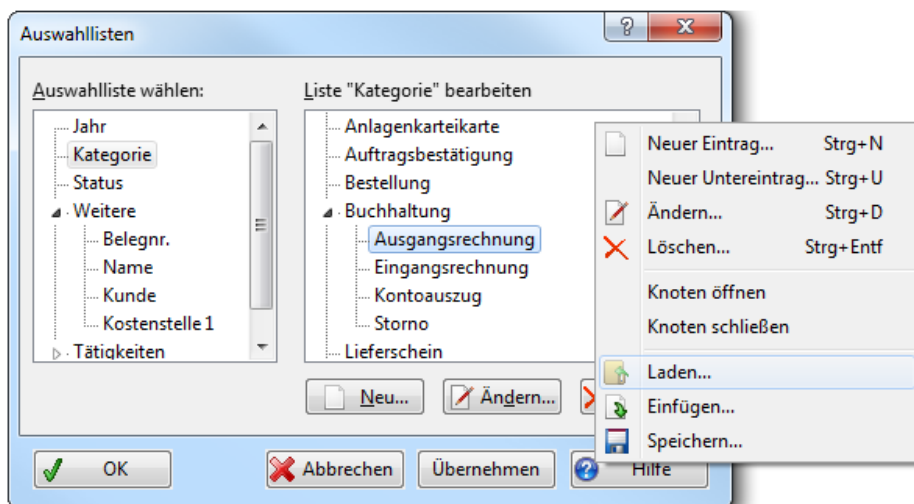 Auswahllisten
?
Auswahlliste wählen:
Jahr
Kategorie
Status
Weitere
Belegnr.
Name
Kunde
Kostenstelle 1
Tätigkeiten
Liste "Kategorie" bearbeiten
Anlagenkarteikarte
Auftragsbestätigung
Bestellung
Buchhaltung
Ausgangsrechnung
Eingangsrechnung
Kontoauszug
Storno
Lieferschein
Neu...
Ändern...
Neuer Eintrag... Strg+N
Neuer Untereintrag... Strg+U
Ändern... Strg+D
Löschen... Strg+Entf
Knoten öffnen
Knoten schließen
Laden...
Einfügen...
Speichern...
OK
Abbrechen
Übernehmen
? Hilfe